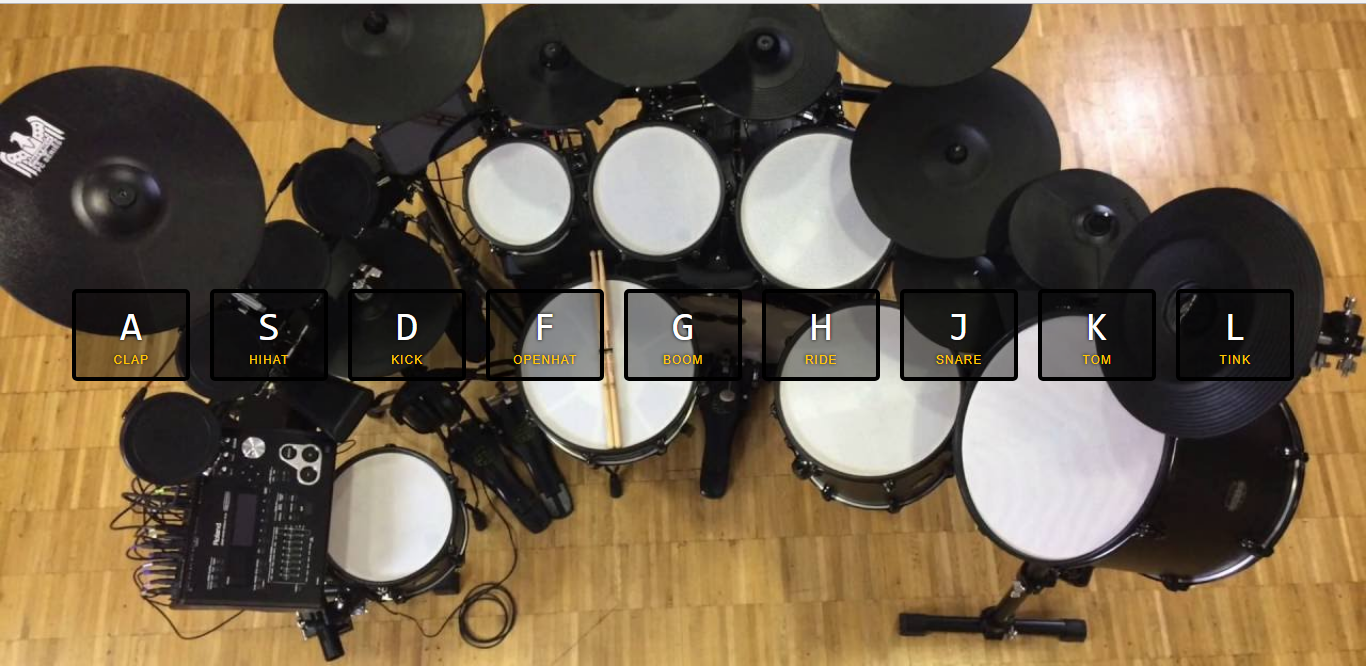 A S D F G H J K L
CLAP HIHAT KICK OPENHAT BOOM RIDE SNARE TOM TINK
Roland